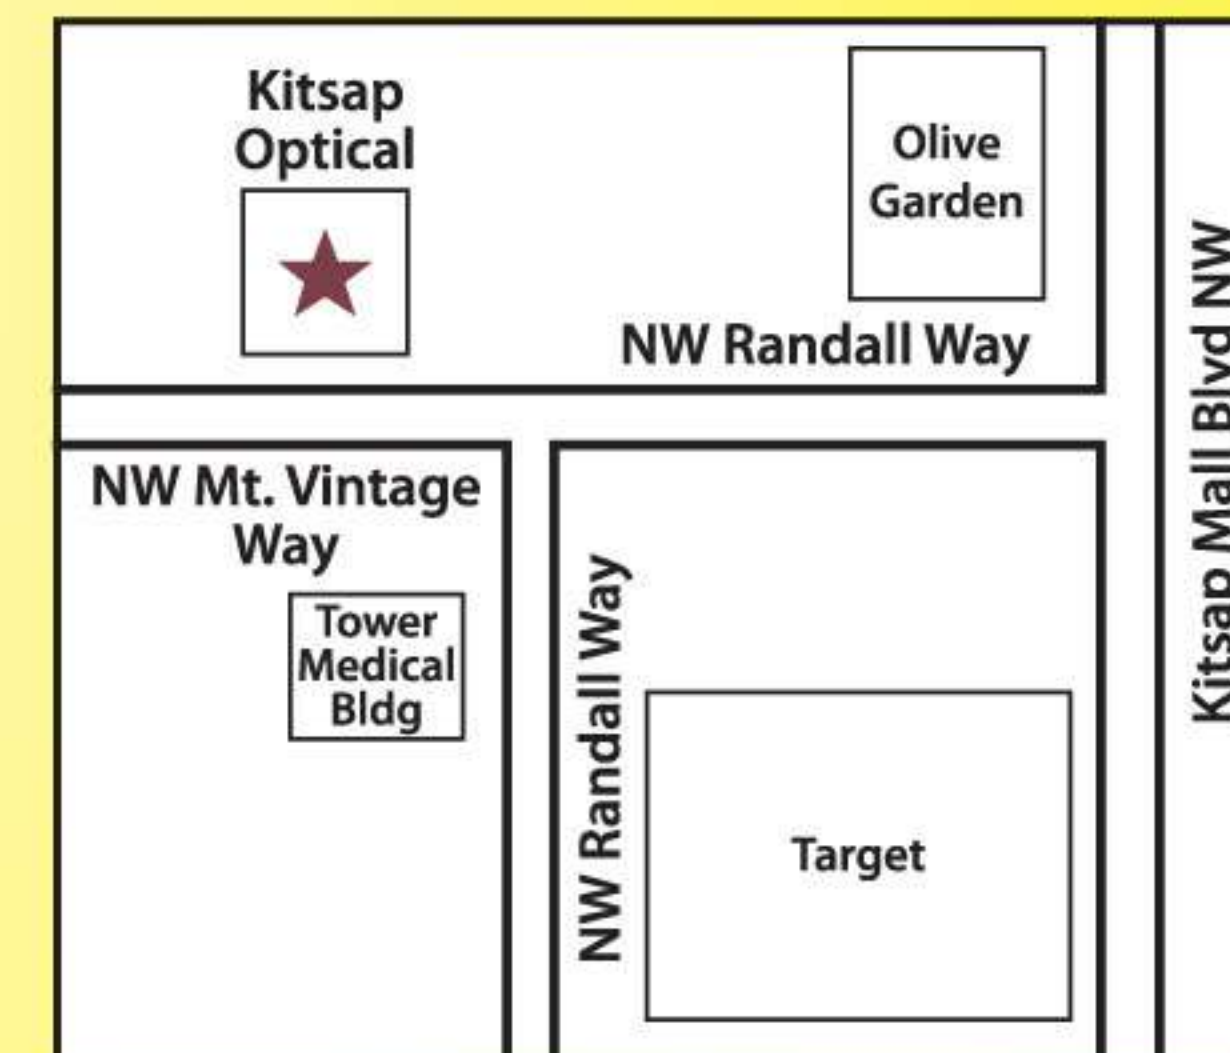 Kitsap
Optical
Olive
Garden
NW Randall Way
Kitsap Mall Blvd NW
NW Mt. Vintage
Way
Tower
Medical
Bldg
NW Randall Way
Target